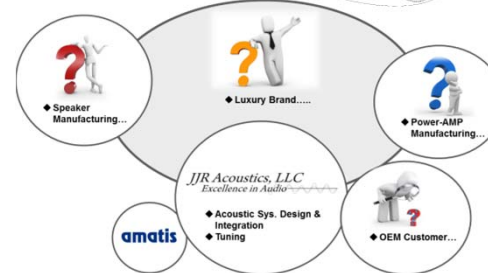 ◆ Speaker
Manufacturing...
◆ Luxury Brand.....
◆ Power-AMP
Manufacturing...
JJR Acoustics, LLC
Excellence in Audio
◆ Acoustic Sys. Design &
Integration
◆ Tuning
amatis
◆ OEM Customer...